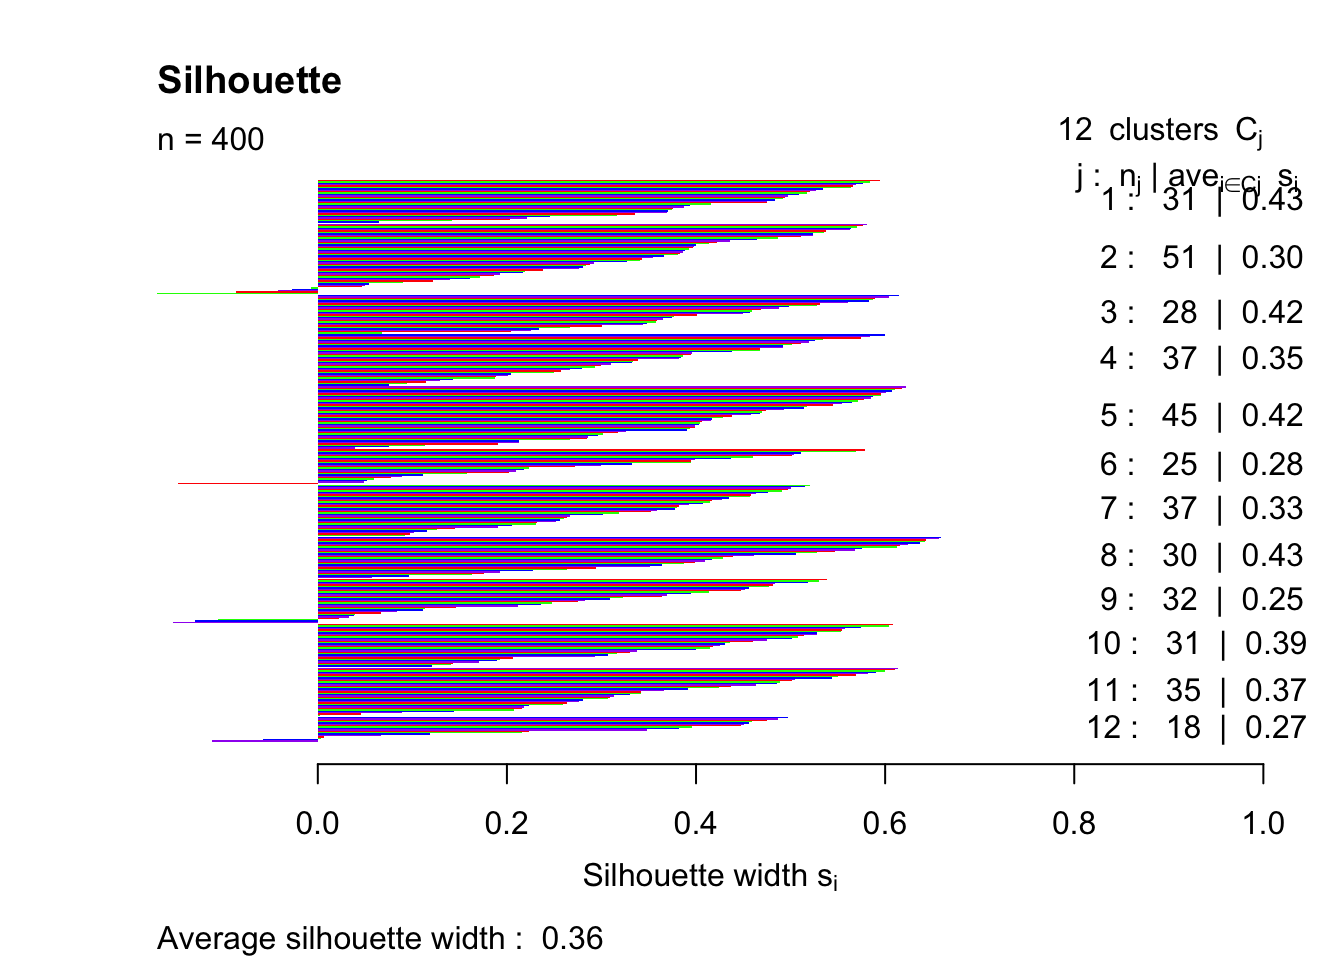 Silhouette
n = 400
12 clusters Cj
j : nj | avei∈Cj si
1 : 31 | 0.43
2 : 51 | 0.30
3 : 28 | 0.42
4 : 37 | 0.35
5 : 45 | 0.42
6 : 25 | 0.28
7 : 37 | 0.33
8 : 30 | 0.43
9 : 32 | 0.25
10 : 31 | 0.39
11 : 35 | 0.37
12 : 18 | 0.27
0.0 0.2 0.4 0.6 0.8 1.0
Silhouette width si
Average silhouette width : 0.36